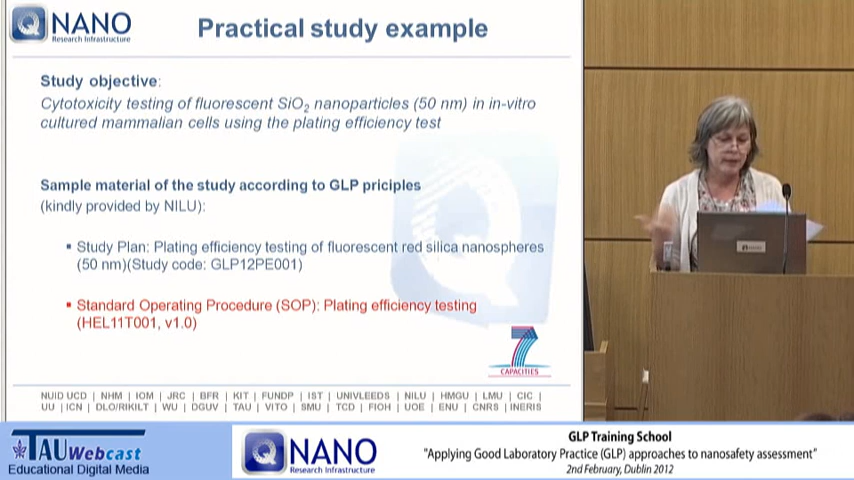 QNANO
Research Infrastructure
Practical study example
Study objective:
Cytotoxicity testing of fluorescent SiO2 nanoparticles (50 nm) in in-vitro
cultured mammalian cells using the plating efficiency test
Sample material of the study according to GLP priciples
(kindly provided by NILU):
▪ Study Plan: Plating efficiency testing of fluorescent red silica nanospheres
(50 nm)(Study code: GLP12PE001)
▪ Standard Operating Procedure (SOP): Plating efficiency testing
(HEL11T001, v1.0)
7
CAPACITIES
NUID UCD | NHM | IOM | JRC | BFR | KIT | FUNDP | IST | UNIVLEEDS | NILU | HMGU | LMU | CIC |
UU | ICN | DLO/RIKILT | WU | DGUV | TAU | VITO | SMU | TCD | FIOH | UOE | ENU | CNRS | INERIS
TAU Webcast
Educational Digital Media
QNANO
Research Infrastructure
GLP Training School
"Applying Good Laboratory Practice (GLP) approaches to nanosafety assessment"
2nd February, Dublin 2012